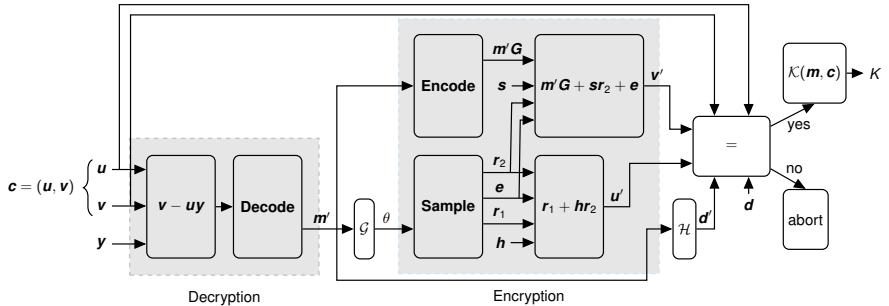 m′G
Encode
m′G + sr₂ + e
v′
s
K(m, c)
K
yes
=
no
abort
c = (u, v)
u
v
y
v − uy
Decode
m′
G
θ
Sample
r₂
e
r₁
h
r₁ + hr₂
u′
H
d′
d
Decryption
Encryption